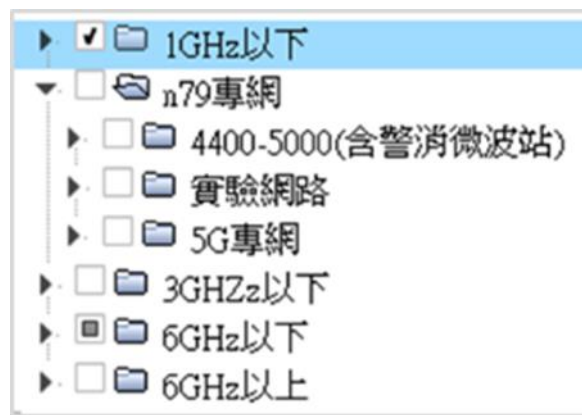 1GHz以下
n79專網
4400-5000(含警消微波站)
實驗網路
5G專網
3GHZz以下
6GHz以下
6GHz以上